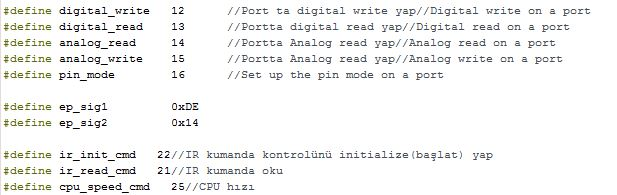 #define digital_write 12 //Port ta digital write yap//Digital write on a port
#define digital_read 13 //Portta digital read yap//Digital read on a port
#define analog_read 14 //Portta Analog read yap//Analog read on a port
#define analog_write 15 //Portta Analog read yap//Analog write on a port
#define pin_mode 16 //Set up the pin mode on a port
#define ep_sig1 0xDE
#define ep_sig2 0x14
#define ir_init_cmd 22//IR kumanda kontrolünü initialize(başlat) yap
#define ir_read_cmd 21//IR kumanda oku
#define cpu_speed_cmd 25//CPU hızı